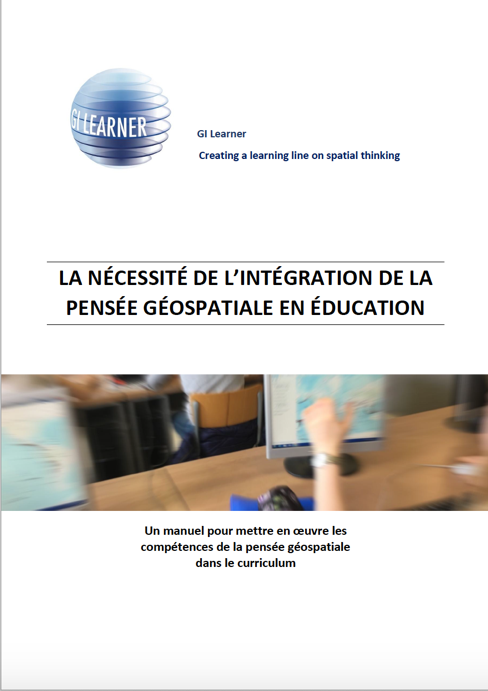 GI LEARNER
GI Learner
Creating a learning line on spatial thinking
LA NÉCESSITÉ DE L'INTÉGRATION DE LA
PENSÉE GÉOSPATIALE EN ÉDUCATION
Un manuel pour mettre en œuvre les
compétences de la pensée géospatiale
dans le curriculum